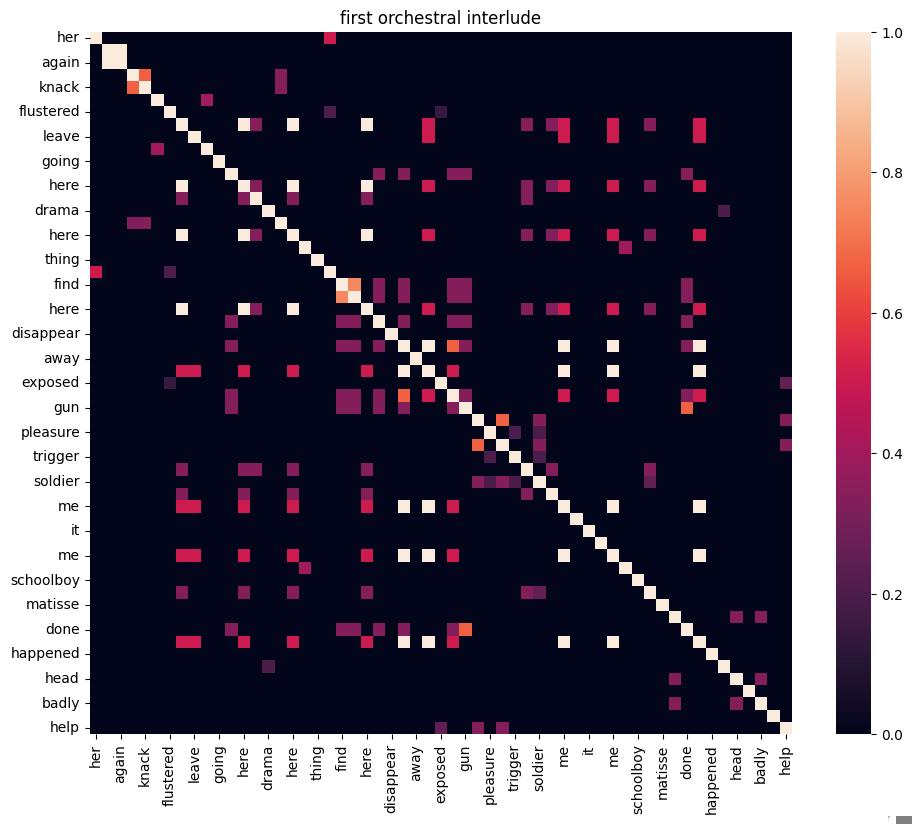 first orchestral interlude
her
again
knack
flustered
leave
going
here
drama
here
thing
find
here
disappear
away
exposed
gun
pleasure
trigger
soldier
me
it
me
schoolboy
matisse
done
happened
head
badly
help
1.0
0.8
0.6
0.4
0.2
0.0
her
again
knack
flustered
leave
going
here
drama
here
thing
find
here
disappear
away
exposed
gun
pleasure
trigger
soldier
me
it
me
schoolboy
matisse
done
happened
head
badly
help